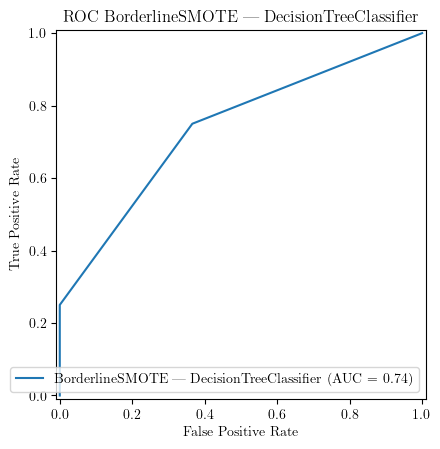 ROC BorderlineSMOTE — DecisionTreeClassifier
1.0
0.8
0.6
0.4
0.2
0.0
True Positive Rate
BorderlineSMOTE — DecisionTreeClassifier (AUC = 0.74)
0.0 0.2 0.4 0.6 0.8 1.0
False Positive Rate